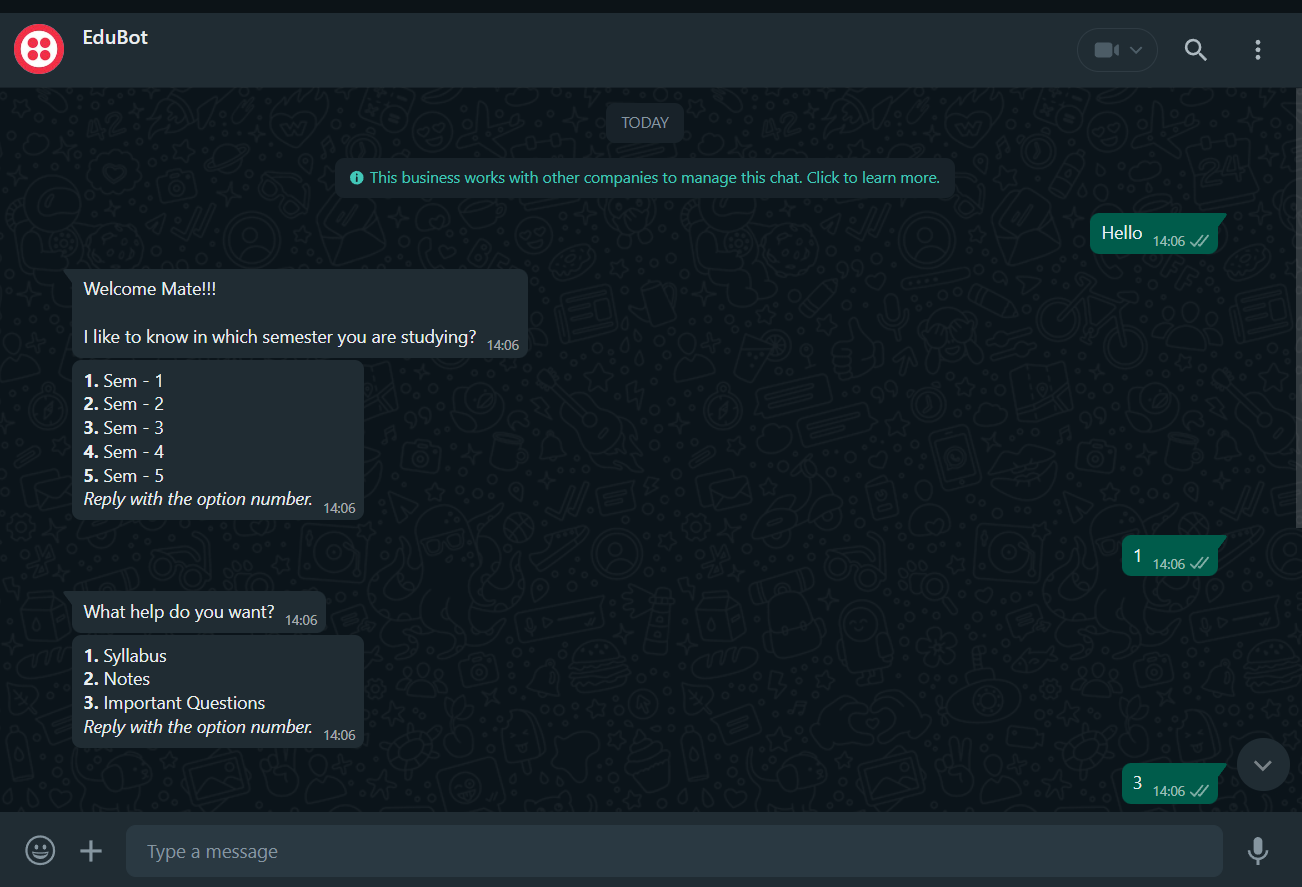 EduBot
TODAY
This business works with other companies to manage this chat. Click to learn more.
Hello 14:06
Welcome Mate!!!
I like to know in which semester you are studying? 14:06
1. Sem - 1
2. Sem - 2
3. Sem - 3
4. Sem - 4
5. Sem - 5
Reply with the option number. 14:06
1 14:06
What help do you want? 14:06
1. Syllabus
2. Notes
3. Important Questions
Reply with the option number. 14:06
3 14:06
Type a message